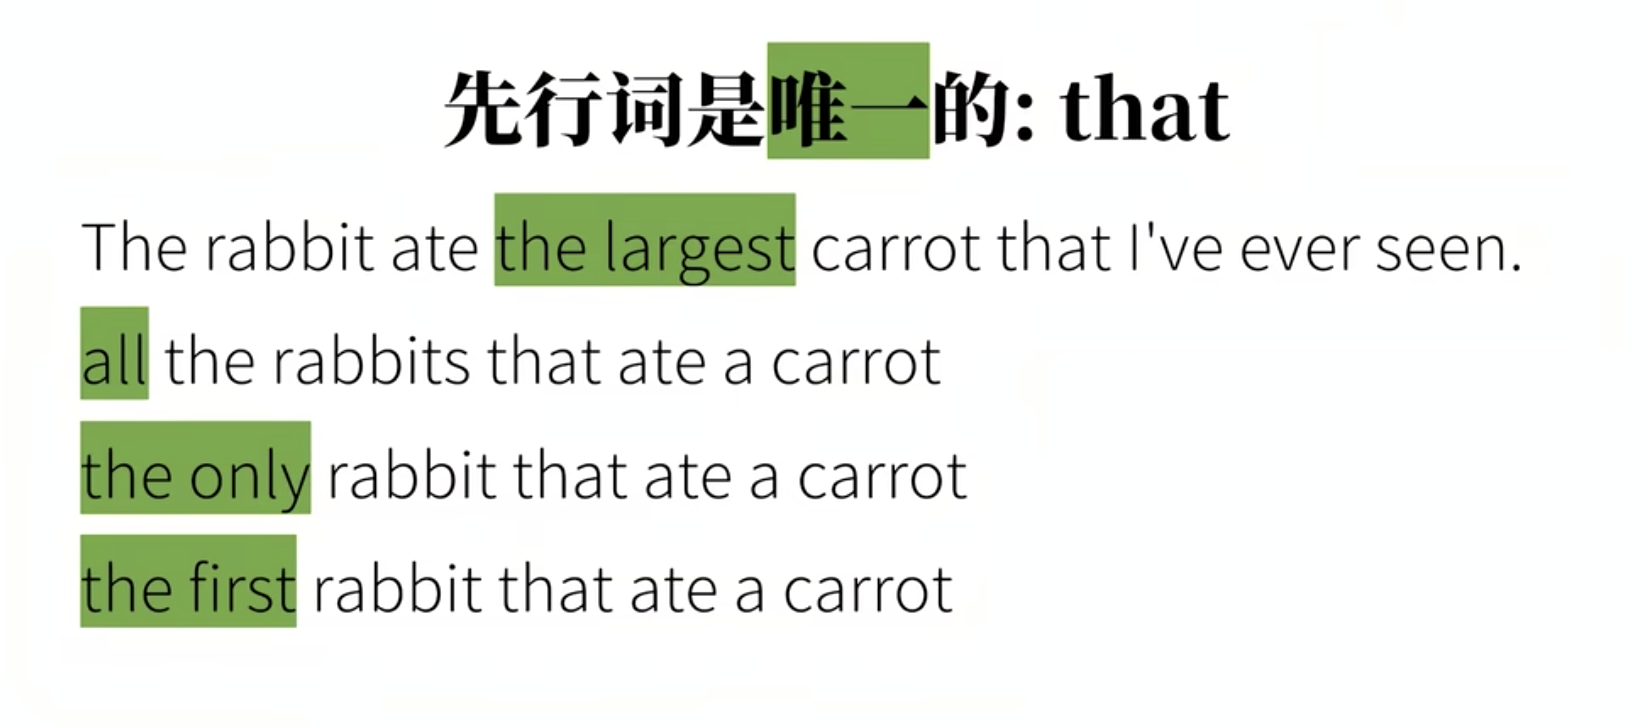 先行词是唯一的: that
The rabbit ate the largest carrot that I've ever seen.
all the rabbits that ate a carrot
the only rabbit that ate a carrot
the first rabbit that ate a carrot